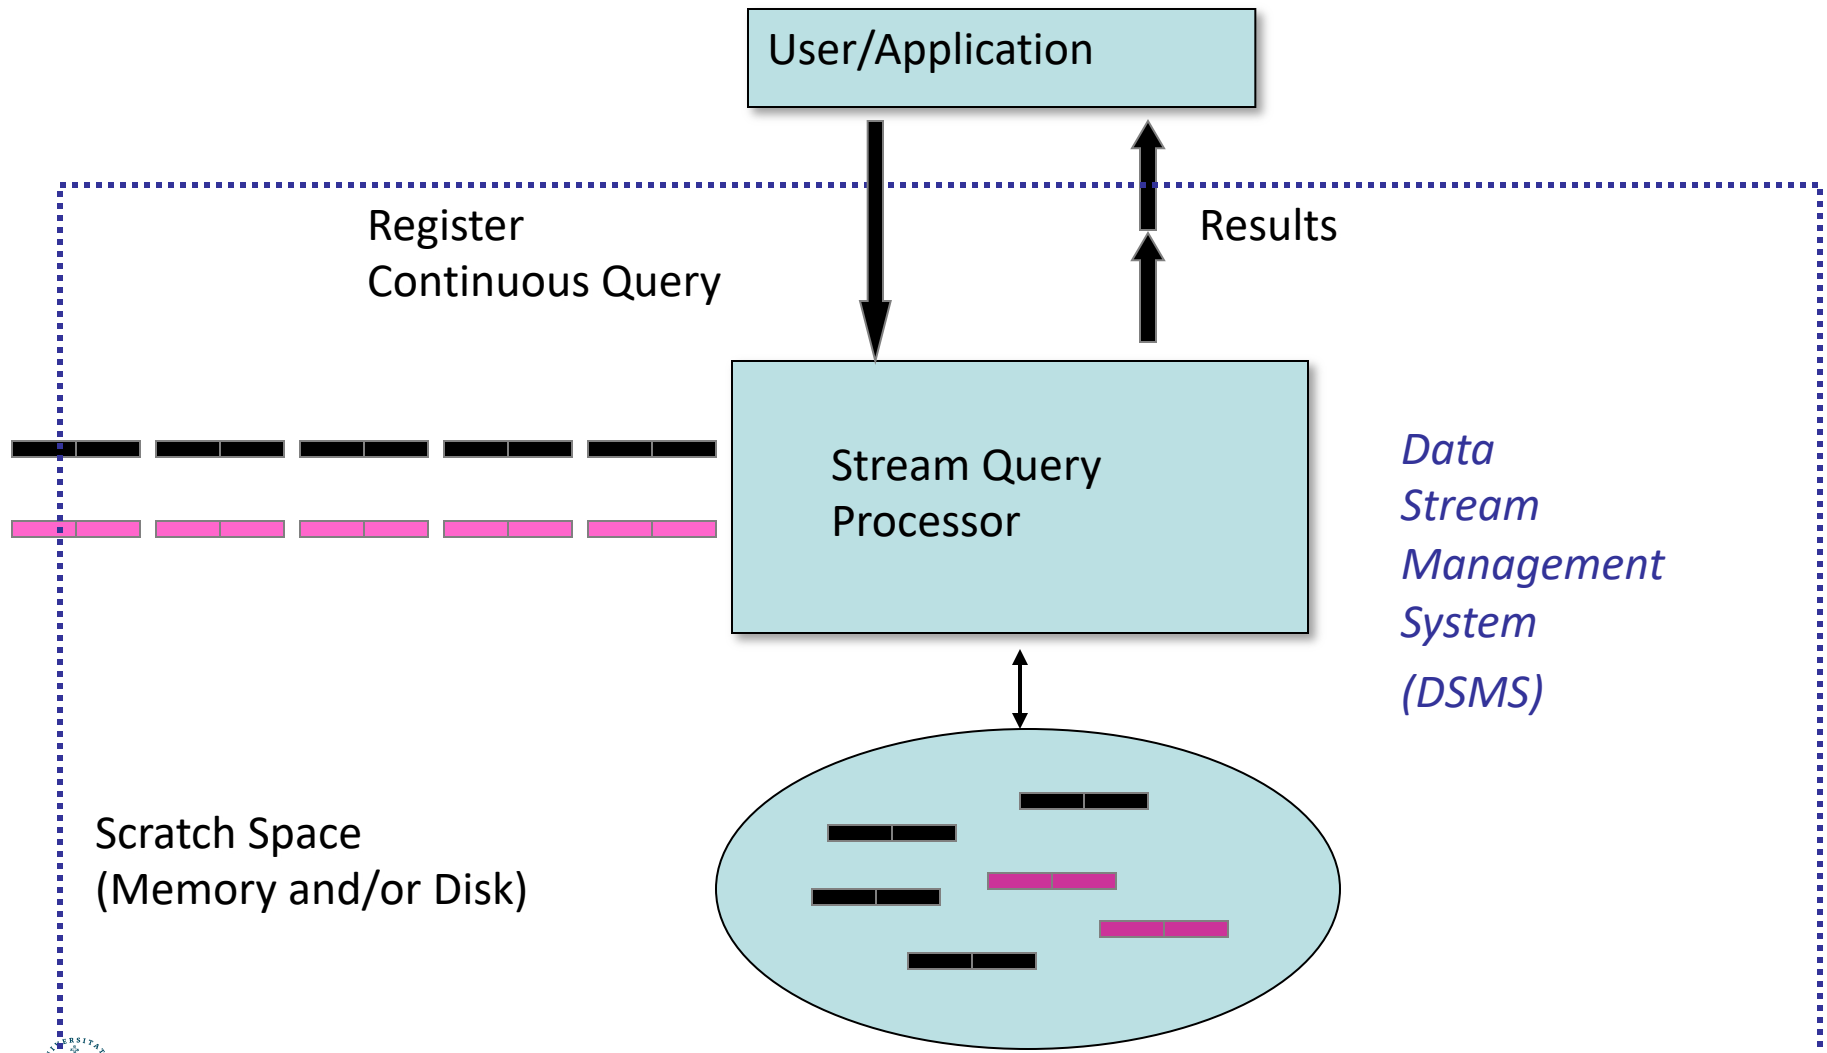 User/Application
Register
Continuous Query
Results
Stream Query
Processor
Data
Stream
Management
System
(DSMS)
Scratch Space
(Memory and/or Disk)